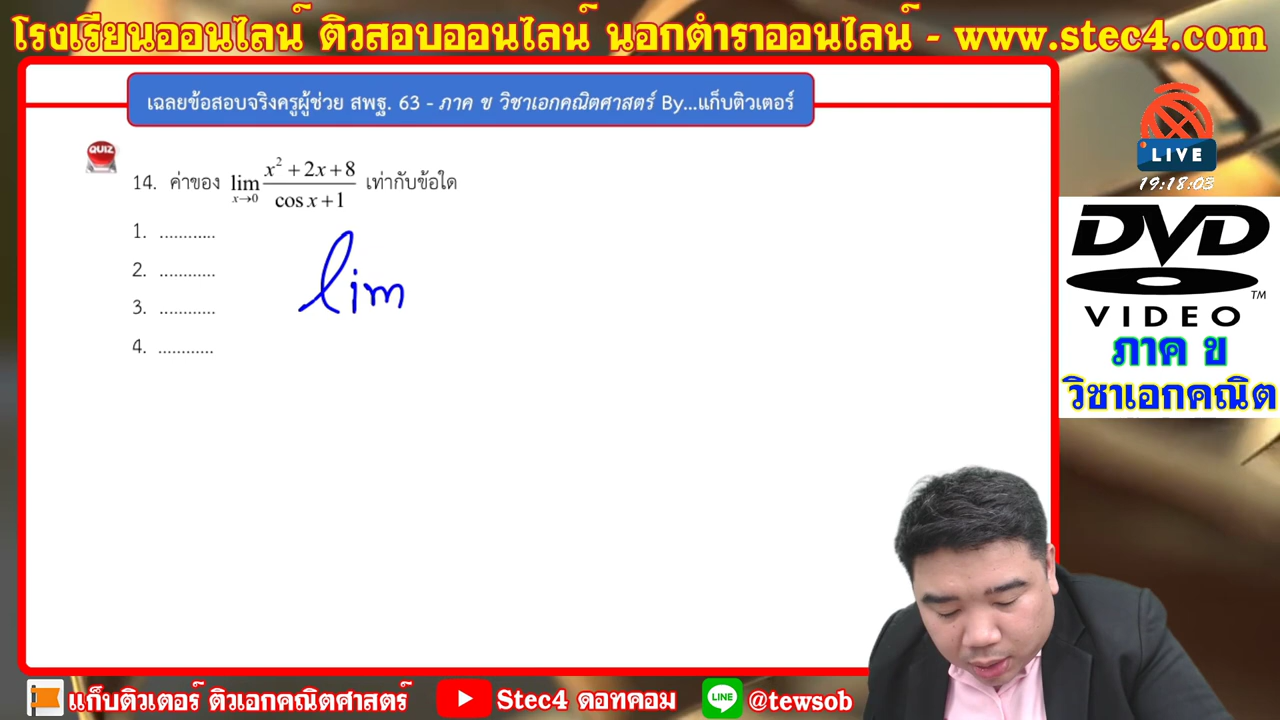 โรงเรียนออนไลน์ ติวสอบออนไลน์ นอกตำราออนไลน์ - www.stec4.com
เฉลยข้อสอบจริงครูผู้ช่วย สพฐ. 63 - ภาค ข วิชาเอกคณิตศาสตร์ By...แก็บติวเตอร์
QUIZ
14. ค่าของ lim x→0 x² + 2x + 8 / cos x + 1 เท่ากับข้อใด
1. ............
2. ............
3. ............
4. ............
lim
LIVE
19:18:03
DVD
TM
VIDEO
ภาค ข
วิชาเอกคณิต
แก็บติวเตอร์ ติวเอกคณิตศาสตร์
Stec4 ดอทคอม
LINE
@tewsob